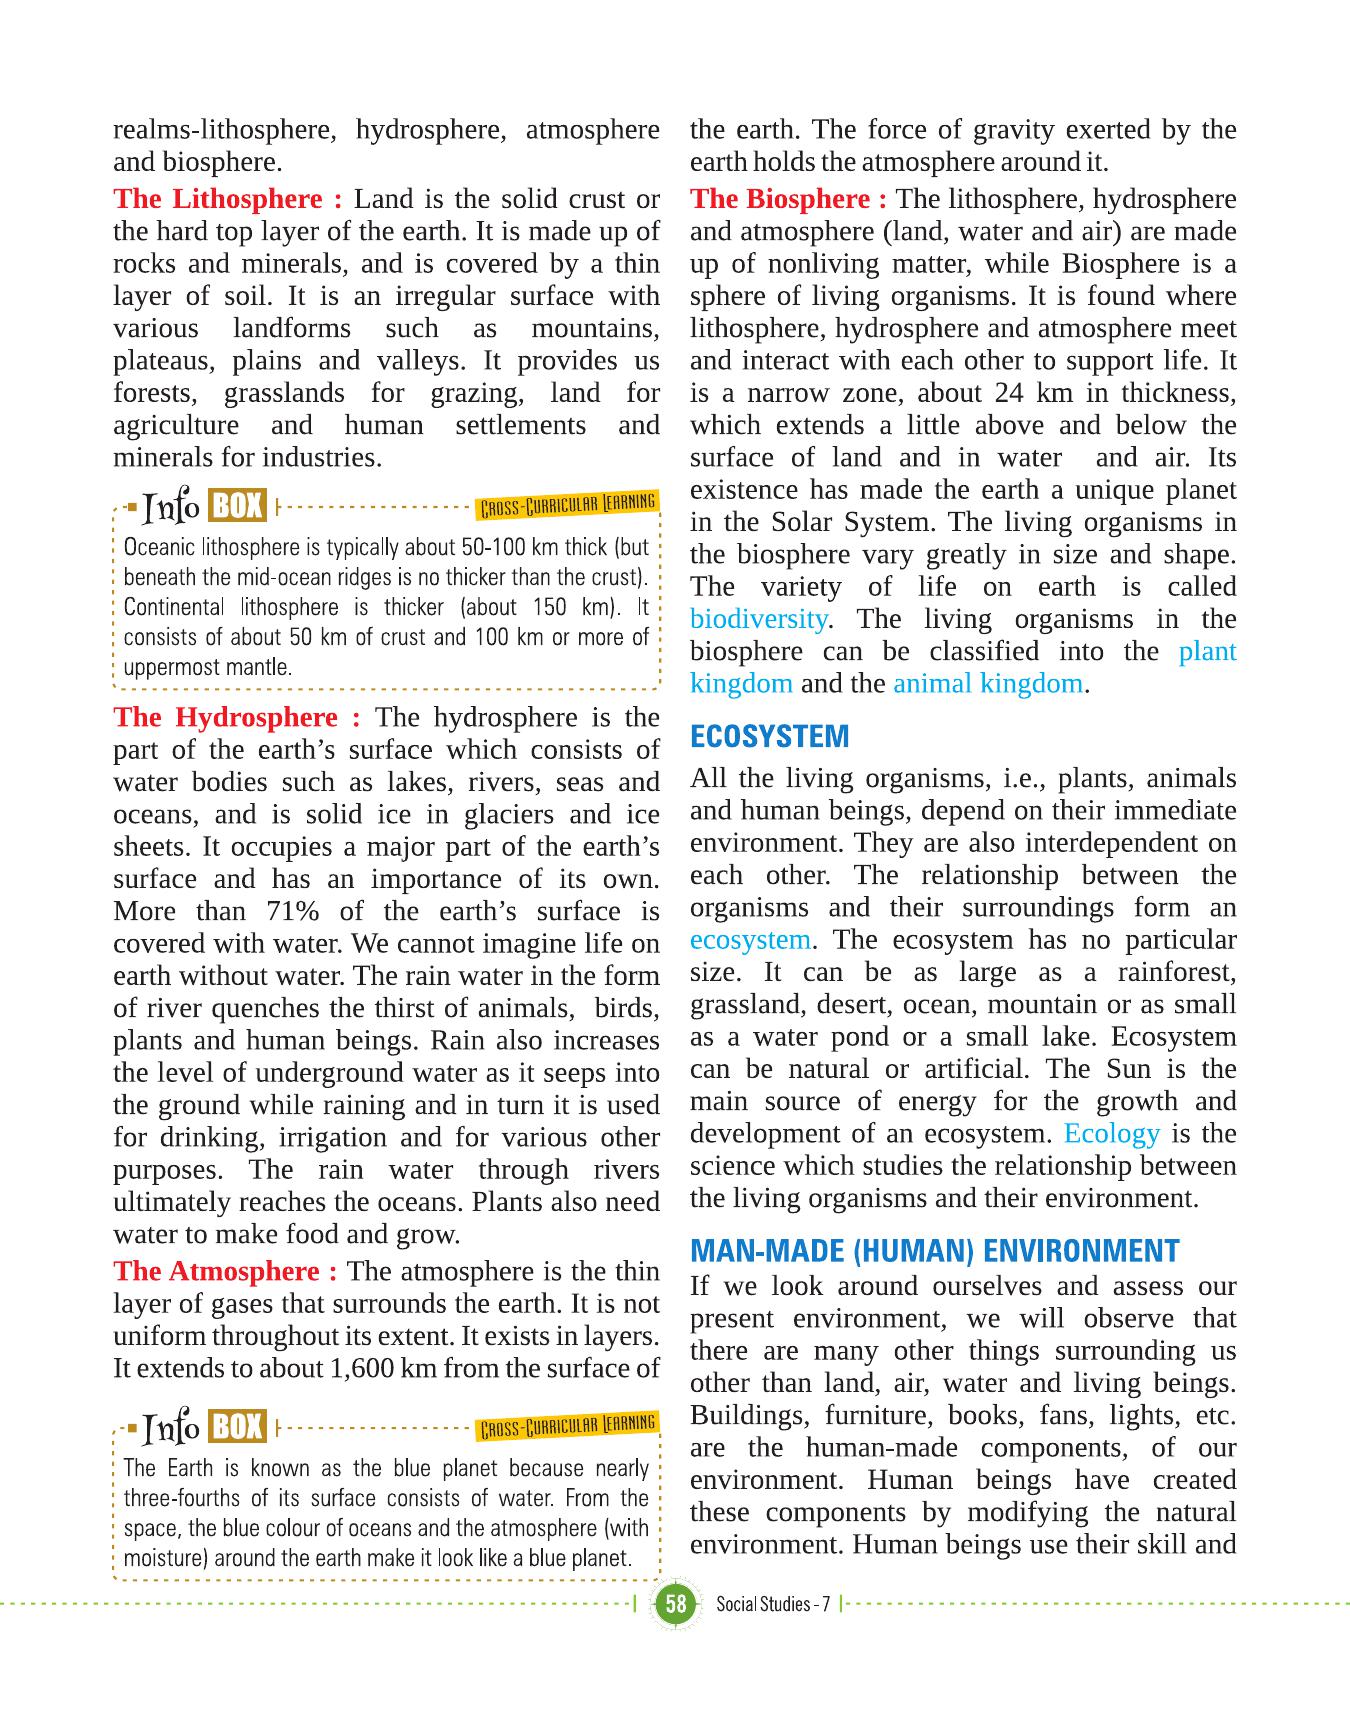 realms-lithosphere, hydrosphere, atmosphere
and biosphere.
The Lithosphere : Land is the solid crust or
the hard top layer of the earth. It is made up of
rocks and minerals, and is covered by a thin
layer of soil. It is an irregular surface with
various landforms such as mountains,
plateaus, plains and valleys. It provides us
forests, grasslands for grazing, land for
agriculture and human settlements and
minerals for industries.
Info BOX
CROSS-CURRICULAR LEARNING
Oceanic lithosphere is typically about 50-100 km thick (but
beneath the mid-ocean ridges is no thicker than the crust).
Continental lithosphere is thicker (about 150 km). It
consists of about 50 km of crust and 100 km or more of
uppermost mantle.
The Hydrosphere : The hydrosphere is the
part of the earth’s surface which consists of
water bodies such as lakes, rivers, seas and
oceans, and is solid ice in glaciers and ice
sheets. It occupies a major part of the earth’s
surface and has an importance of its own.
More than 71% of the earth’s surface is
covered with water. We cannot imagine life on
earth without water. The rain water in the form
of river quenches the thirst of animals, birds,
plants and human beings. Rain also increases
the level of underground water as it seeps into
the ground while raining and in turn it is used
for drinking, irrigation and for various other
purposes. The rain water through rivers
ultimately reaches the oceans. Plants also need
water to make food and grow.
The Atmosphere : The atmosphere is the thin
layer of gases that surrounds the earth. It is not
uniform throughout its extent. It exists in layers.
It extends to about 1,600 km from the surface of
Info BOX
CROSS-CURRICULAR LEARNING
The Earth is known as the blue planet because nearly
three-fourths of its surface consists of water. From the
space, the blue colour of oceans and the atmosphere (with
moisture) around the earth make it look like a blue planet.
the earth. The force of gravity exerted by the
earth holds the atmosphere around it.
The Biosphere : The lithosphere, hydrosphere
and atmosphere (land, water and air) are made
up of nonliving matter, while Biosphere is a
sphere of living organisms. It is found where
lithosphere, hydrosphere and atmosphere meet
and interact with each other to support life. It
is a narrow zone, about 24 km in thickness,
which extends a little above and below the
surface of land and in water and air. Its
existence has made the earth a unique planet
in the Solar System. The living organisms in
the biosphere vary greatly in size and shape.
The variety of life on earth is called
biodiversity. The living organisms in the
biosphere can be classified into the plant
kingdom and the animal kingdom.
ECOSYSTEM
All the living organisms, i.e., plants, animals
and human beings, depend on their immediate
environment. They are also interdependent on
each other. The relationship between the
organisms and their surroundings form an
ecosystem. The ecosystem has no particular
size. It can be as large as a rainforest,
grassland, desert, ocean, mountain or as small
as a water pond or a small lake. Ecosystem
can be natural or artificial. The Sun is the
main source of energy for the growth and
development of an ecosystem. Ecology is the
science which studies the relationship between
the living organisms and their environment.
MAN-MADE (HUMAN) ENVIRONMENT
If we look around ourselves and assess our
present environment, we will observe that
there are many other things surrounding us
other than land, air, water and living beings.
Buildings, furniture, books, fans, lights, etc.
are the human-made components, of our
environment. Human beings have created
these components by modifying the natural
environment. Human beings use their skill and
58 Social Studies - 7